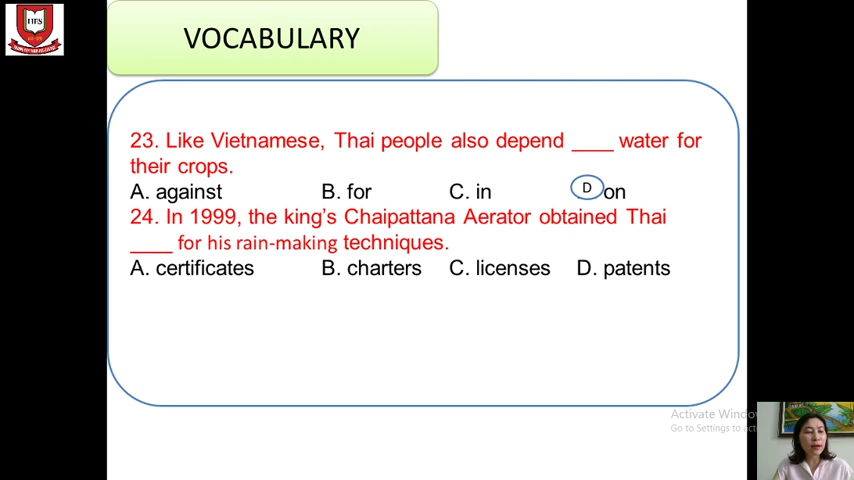 VOCABULARY
23. Like Vietnamese, Thai people also depend ____ water for
their crops.
A. against B. for C. in D on
24. In 1999, the king's Chaipattana Aerator obtained Thai
____ for his rain-making techniques.
A. certificates B. charters C. licenses D. patents
Activate Windo
Go to Settings to acti